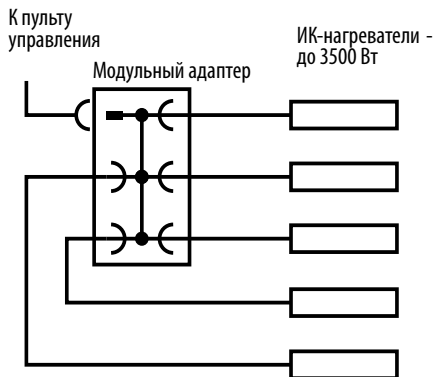 К пульту
управления
ИК-нагреватели -
до 3500 Вт
Модульный адаптер